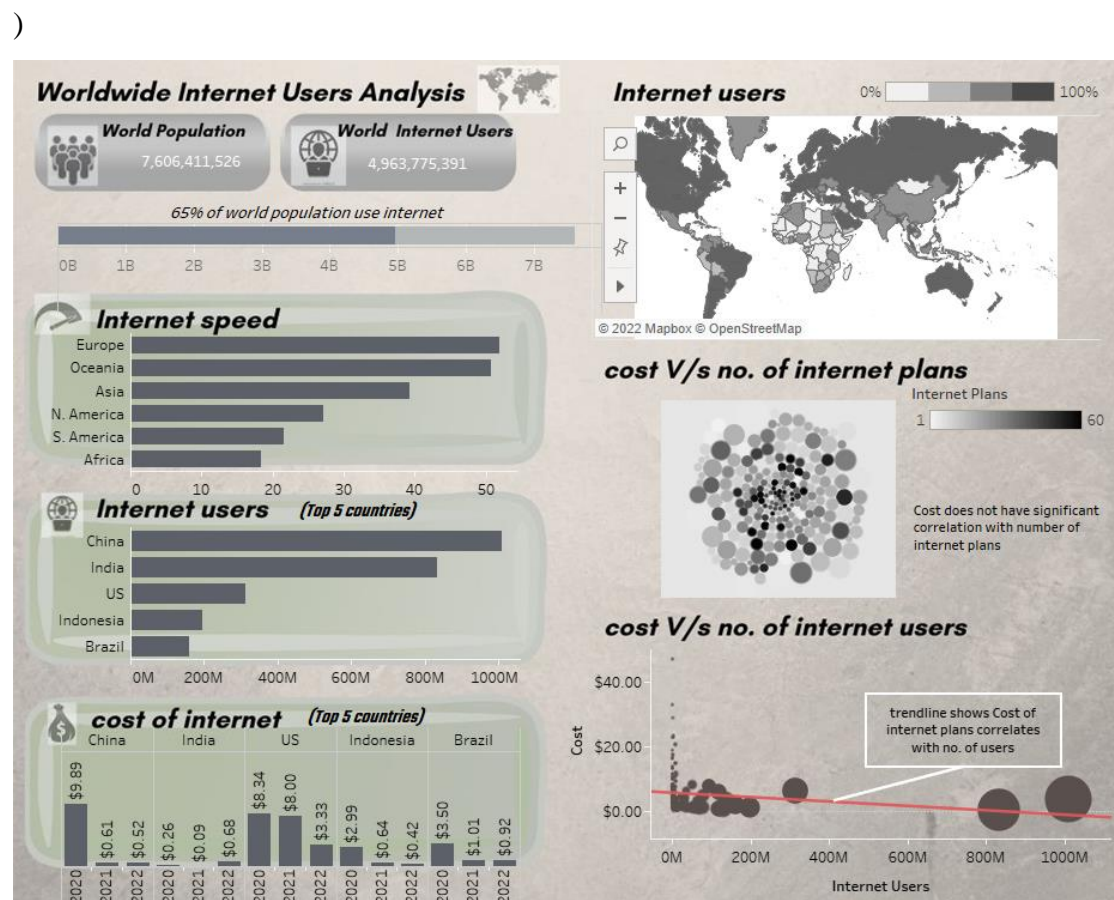 )
Worldwide Internet Users Analysis
World Population
7,606,411,526
World Internet Users
4,963,775,391
65% of world population use internet
0B 1B 2B 3B 4B 5B 6B 7B
Internet speed
Europe
Oceania
Asia
N. America
S. America
Africa
0 10 20 30 40 50
Internet users (Top 5 countries)
China
India
US
Indonesia
Brazil
0M 200M 400M 600M 800M 1000M
cost of internet (Top 5 countries)
China India US Indonesia Brazil
$9.89 $0.61 $0.52 $0.26 $0.09 $0.68 $8.34 $8.00 $3.33 $2.99 $0.64 $0.42 $3.50 $1.01 $0.92
2020 2021 2022 2020 2021 2022 2020 2021 2022 2020 2021 2022 2020 2021 2022
Internet users
0% 100%
© 2022 Mapbox © OpenStreetMap
cost V/s no. of internet plans
Internet Plans
1 60
Cost does not have significant
correlation with number of
internet plans
cost V/s no. of internet users
$40.00
$20.00
$0.00
Cost
trendline shows Cost of
internet plans correlates
with no. of users
0M 200M 400M 600M 800M 1000M
Internet Users